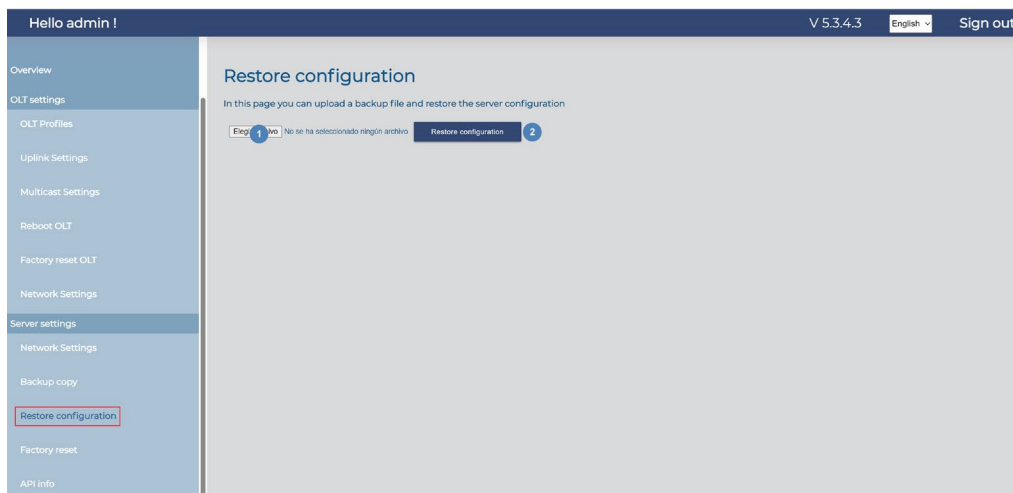 Hello admin !
V 5.3.4.3
English
Sign out
Overview
OLT settings
OLT Profiles
Uplink Settings
Multicast Settings
Reboot OLT
Factory reset OLT
Network Settings
Server settings
Network Settings
Backup copy
Restore configuration
Factory reset
API info
Restore configuration
In this page you can upload a backup file and restore the server configuration
1 No se ha seleccionado ningún archivo Restore configuration 2